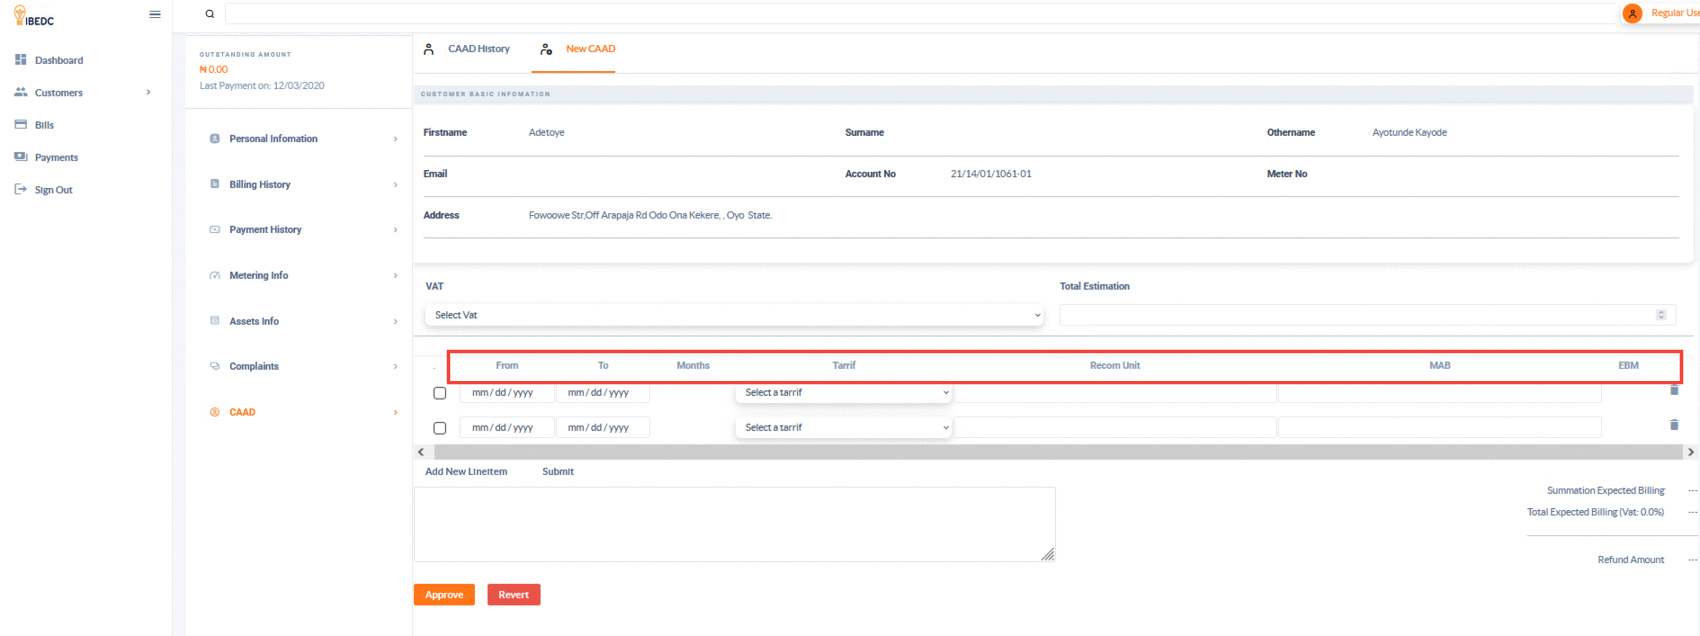 IBEDC
Regular Use
Dashboard
Customers
Bills
Payments
Sign Out
OUTSTANDING AMOUNT
₦ 0.00
Last Payment on: 12/03/2020
Personal Infomation
Billing History
Payment History
Metering Info
Assets Info
Complaints
CAAD
CAAD History New CAAD
CUSTOMER BASIC INFOMATION
Firstname Adetoye Surname Othername Ayotunde Kayode
Email Account No 21/14/01/1061-01 Meter No
Address Fowoowe Str,Off Arapaja Rd Odo Ona Kekere, , Oyo State.
VAT Total Estimation
Select Vat
. From To Months Tarrif Recom Unit MAB EBM
mm / dd / yyyy mm / dd / yyyy Select a tarrif
mm / dd / yyyy mm / dd / yyyy Select a tarrif
Add New LineItem Submit
Summation Expected Billing ---
Total Expected Billing (Vat: 0.0%) ---
Refund Amount ---
Approve Revert